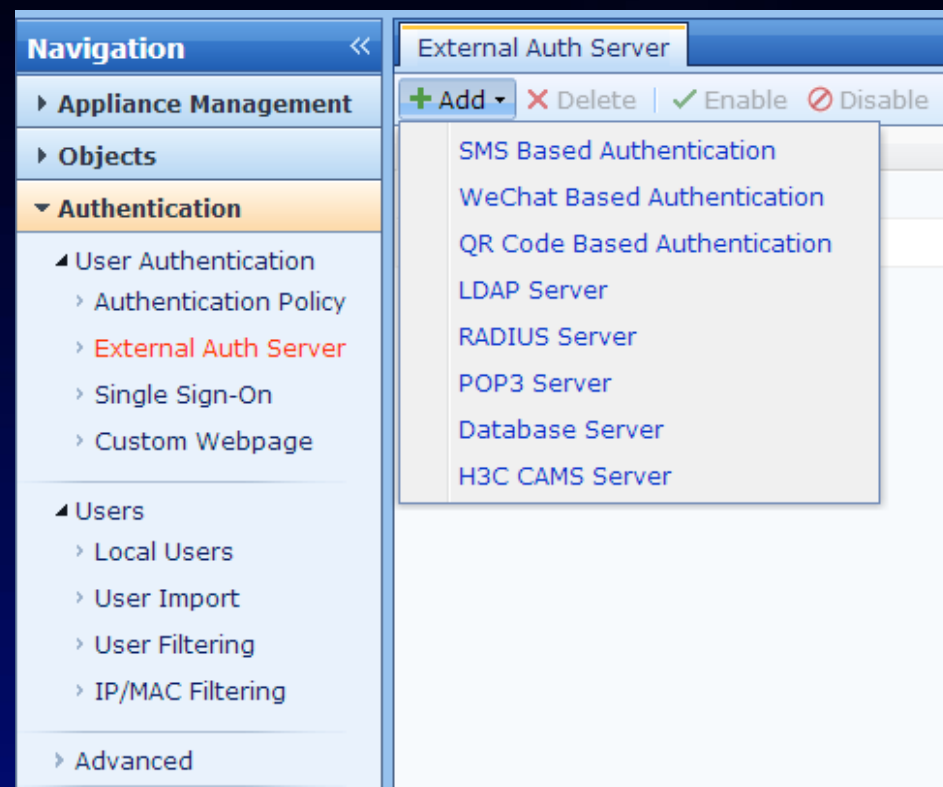 Navigation
Appliance Management
Objects
Authentication
User Authentication
Authentication Policy
External Auth Server
Single Sign-On
Custom Webpage
Users
Local Users
User Import
User Filtering
IP/MAC Filtering
Advanced
External Auth Server
Add Delete Enable Disable
SMS Based Authentication
WeChat Based Authentication
QR Code Based Authentication
LDAP Server
RADIUS Server
POP3 Server
Database Server
H3C CAMS Server